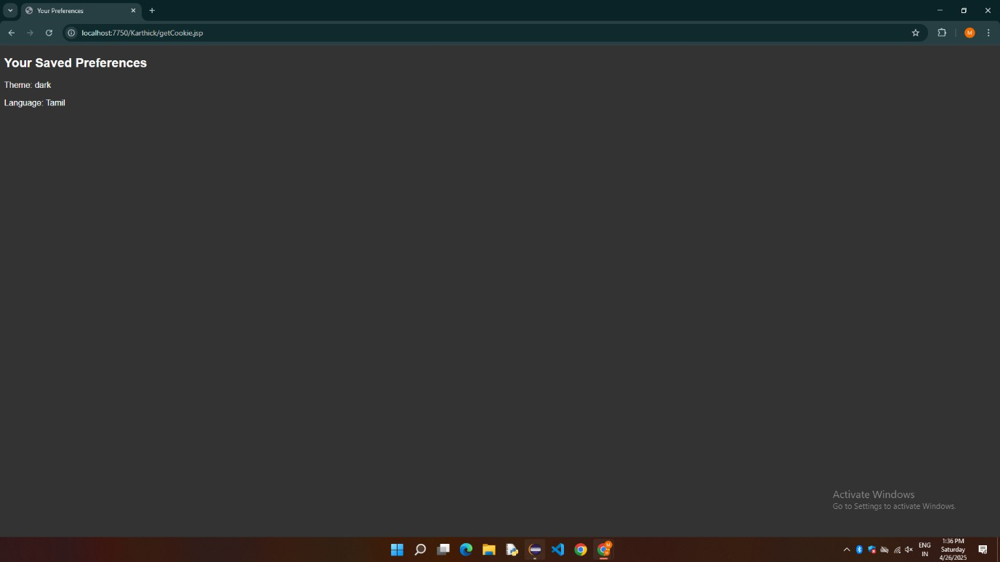 Your Preferences
localhost:7750/Karthick/getCookie.jsp
M
Your Saved Preferences
Theme: dark
Language: Tamil
Activate Windows
Go to Settings to activate Windows.
M
ENG
IN
1:36 PM
Saturday
4/26/2025